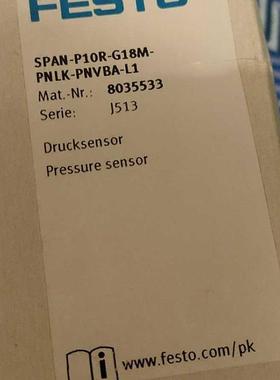 FESTO
SPAN-P10R-G18M-
PNLK-PNVBA-L1
Mat.-Nr.: 8035533
Serie: J513
Drucksensor
Pressure sensor
www.festo.com/pk